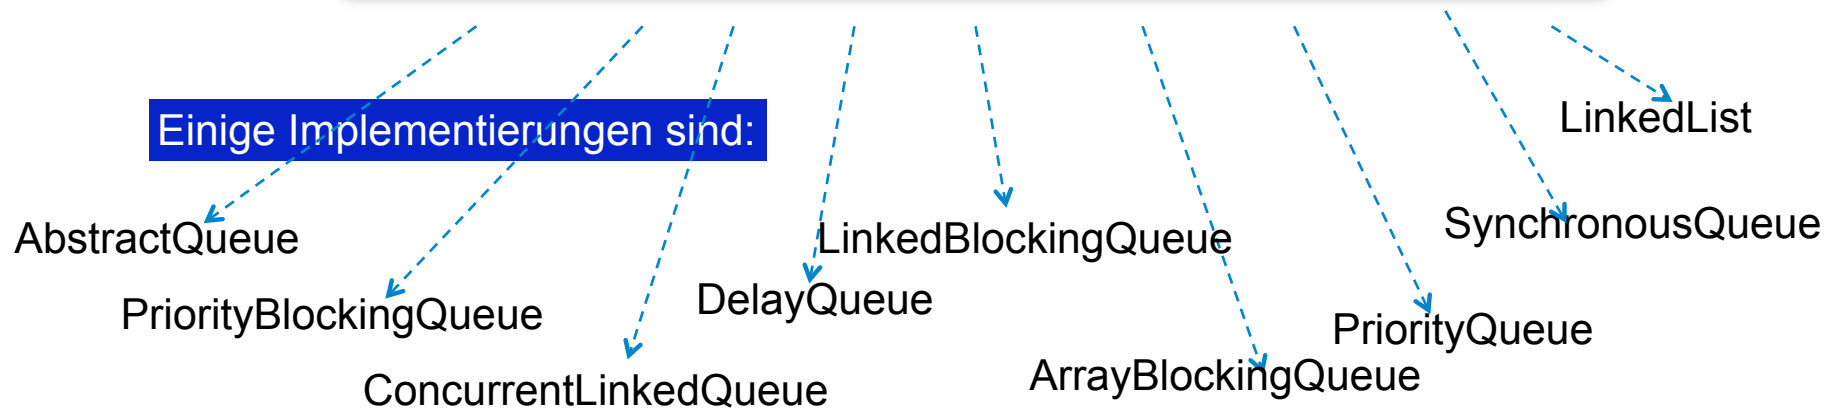 Einige Implementierungen sind:
LinkedList
AbstractQueue
LinkedBlockingQueue
SynchronousQueue
PriorityBlockingQueue
DelayQueue
PriorityQueue
ConcurrentLinkedQueue
ArrayBlockingQueue